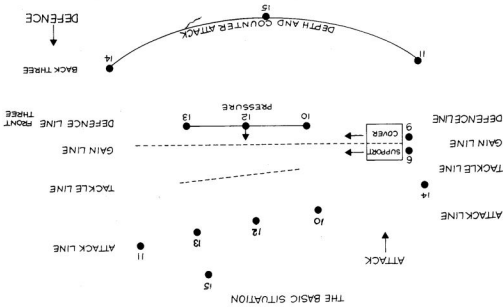 THE BASIC SITUATION
15
ATTACK
11
ATTACK LINE
13
12
10
ATTACK LINE
14
TACKLE LINE
TACKLE LINE
9
SUPPORT
GAIN LINE
GAIN LINE
COVER
6
DEFENCE LINE
10
12
13
DEFENCE LINE
FRONT
THREE
PRESSURE
11
14
BACK THREE
DEPTH AND COUNTER ATTACK
15
DEFENCE